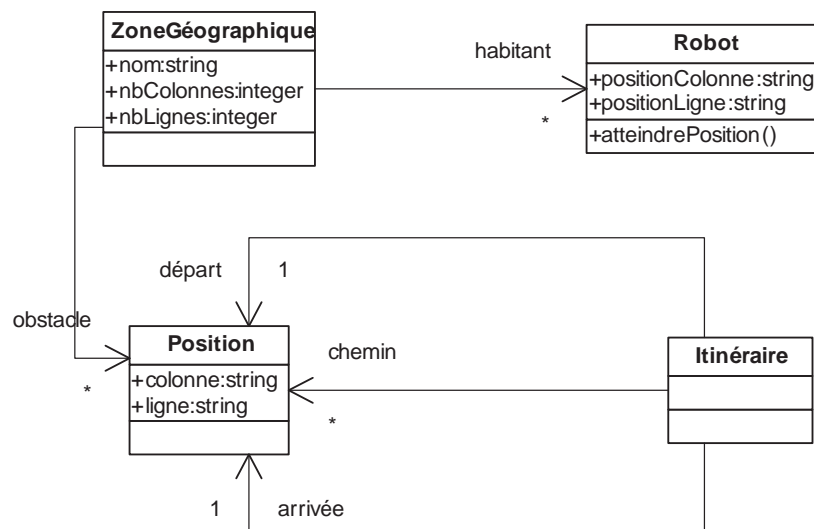 ZoneGéographique
+nom:string
+nbColonnes:integer
+nbLignes:integer
habitant
*
Robot
+positionColonne:string
+positionLigne:string
+atteindrePosition()
départ
1
obstacle
*
Position
+colonne:string
+ligne:string
chemin
*
Itinéraire
1
arrivée